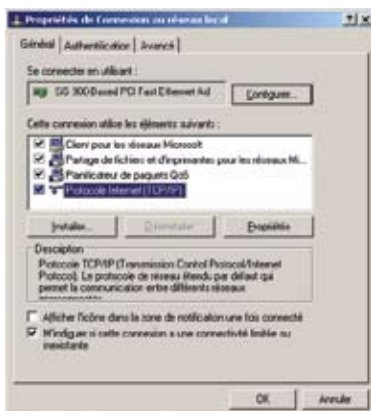 Propriétés de Connexion au réseau local
Général
Authentification
Avancé
Se connecter en utilisant :
SiS 900-Based PCI Fast Ethernet Ad
Configurer...
Cette connexion utilise les éléments suivants :
Client pour les réseaux Microsoft
Partage de fichiers et d'imprimantes pour les réseaux Mi...
Planificateur de paquets QoS
Protocole Internet (TCP/IP)
Installer...
Désinstaller
Propriétés
Description
Protocole TCP/IP (Transmission Control Protocol/Internet
Protocol). Le protocole de réseau étendu par défaut qui
permet la communication entre différents réseaux
Afficher l'icône dans la zone de notification une fois connecté
M'indiquer si cette connexion a une connectivité limitée ou
inexistante
OK
Annuler